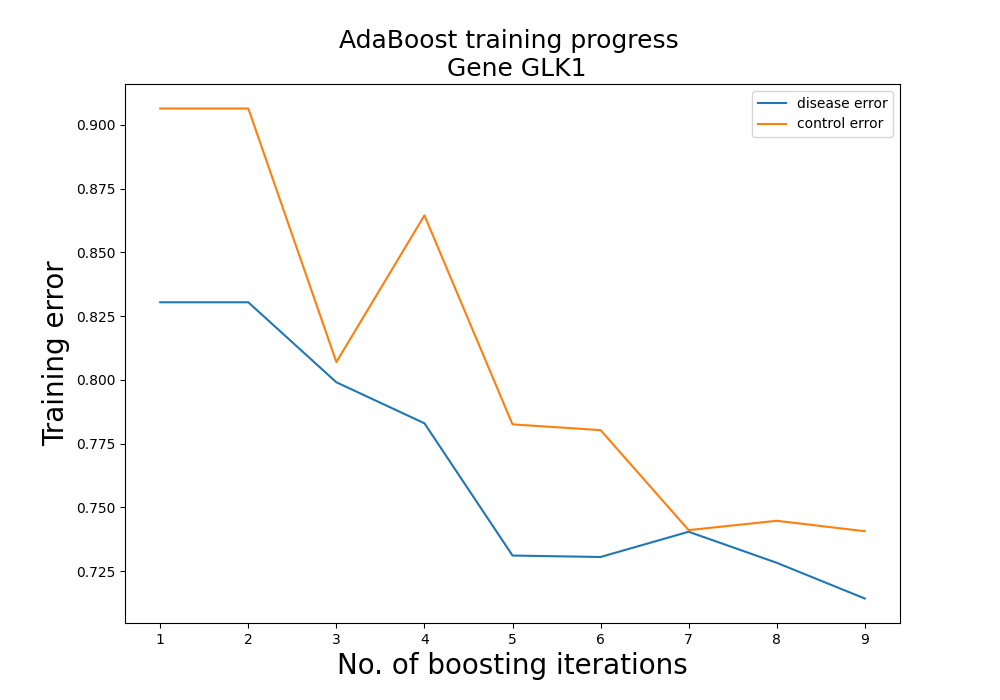 AdaBoost training progress
Gene GLK1
disease error
control error
0.900
0.875
0.850
0.825
0.800
0.775
0.750
0.725
Training error
1 2 3 4 5 6 7 8 9
No. of boosting iterations